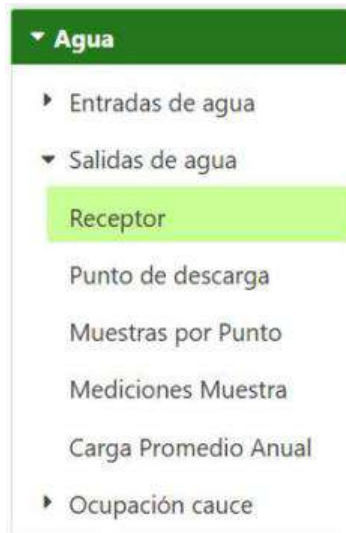 Agua
Entradas de agua
Salidas de agua
Receptor
Punto de descarga
Muestras por Punto
Mediciones Muestra
Carga Promedio Anual
Ocupación cauce